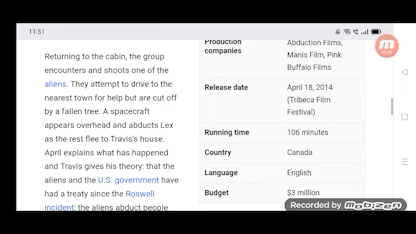 11:51
Returning to the cabin, the group
encounters and shoots one of the
aliens. They attempt to drive to the
nearest town for help but are cut off
by a fallen tree. A spacecraft
appears overhead and abducts Lex
as the rest flee to Travis's house.
April explains what has happened
and Travis gives his theory: that the
aliens and the U.S. government have
had a treaty since the Roswell
incident; the aliens abduct people
Production
companies
Abduction Films,
Manis Film, Pink
Buffalo Films
Release date
April 18, 2014
(Tribeca Film
Festival)
Running time
106 minutes
Country
Canada
Language
English
Budget
$3 million
Recorded by Mobizen